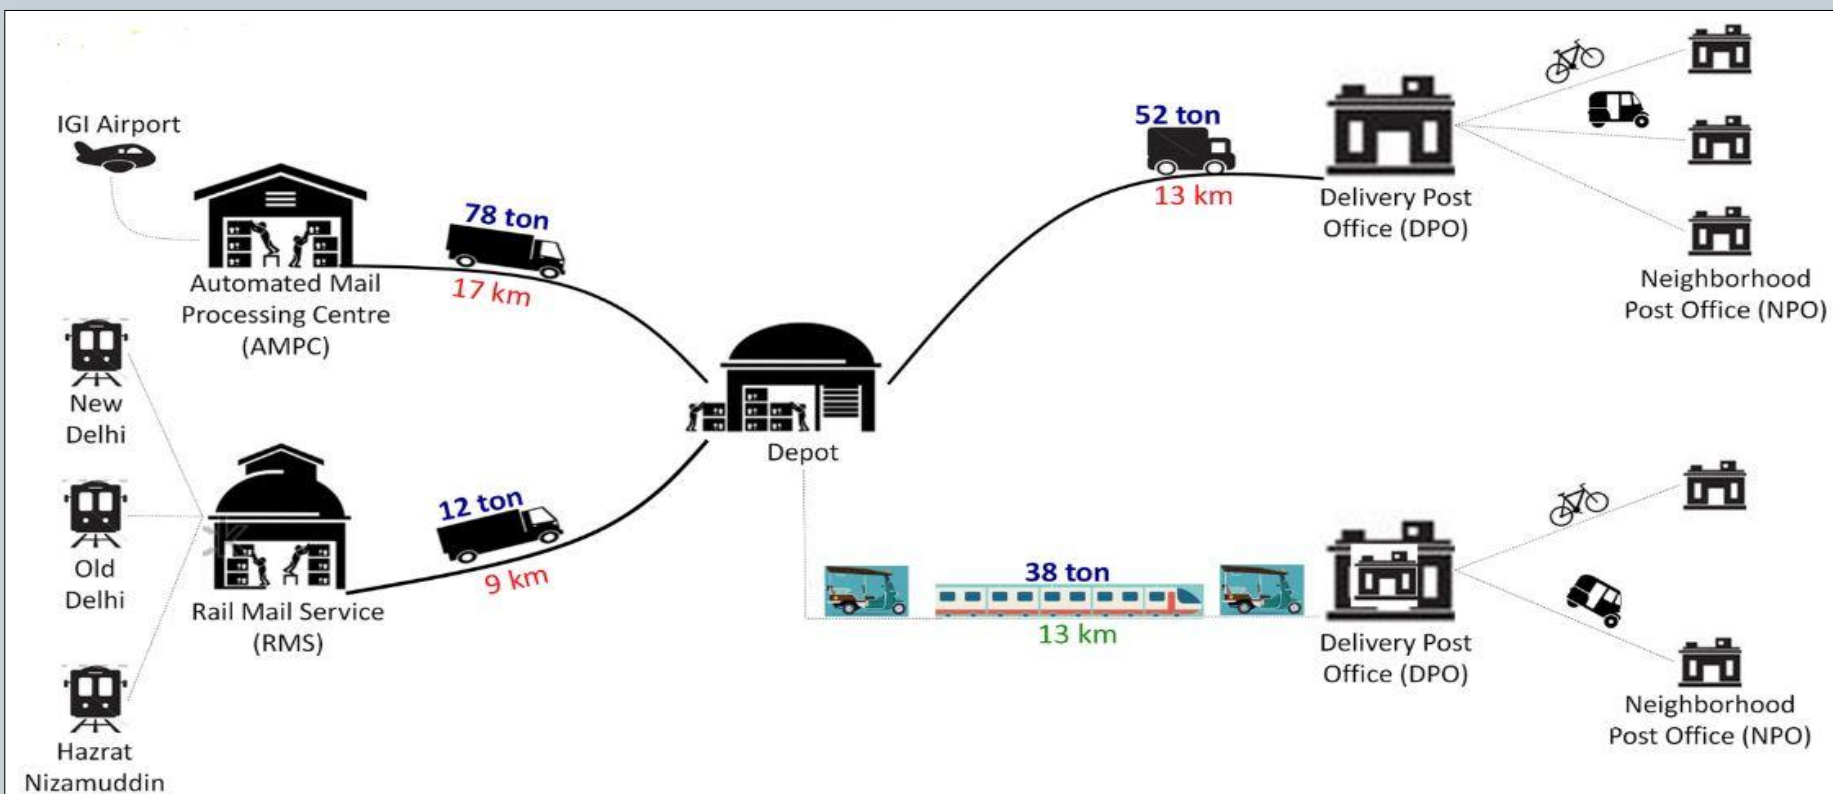 IGI Airport
Automated Mail
Processing Centre
(AMPC)
New
Delhi
Old
Delhi
Hazrat
Nizamuddin
Rail Mail Service
(RMS)
78 ton
17 km
12 ton
9 km
Depot
52 ton
13 km
38 ton
13 km
Delivery Post
Office (DPO)
Neighborhood
Post Office (NPO)
Delivery Post
Office (DPO)
Neighborhood
Post Office (NPO)